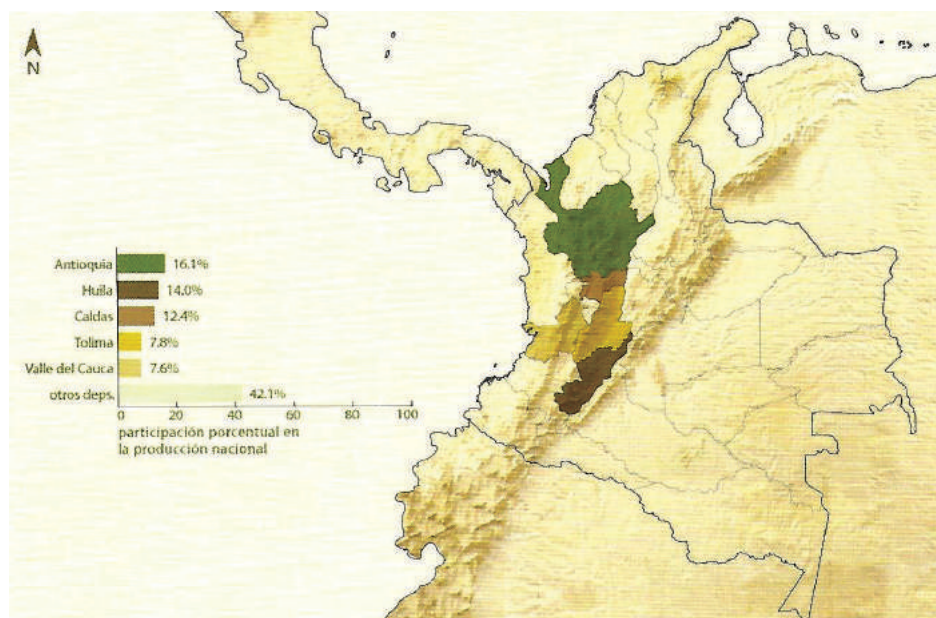 N
Antioquia 16.1%
Huila 14.0%
Caldas 12.4%
Tolima 7.8%
Valle del Cauca 7.6%
otros deps. 42.1%
0 20 40 60 80 100
participación porcentual en
la producción nacional